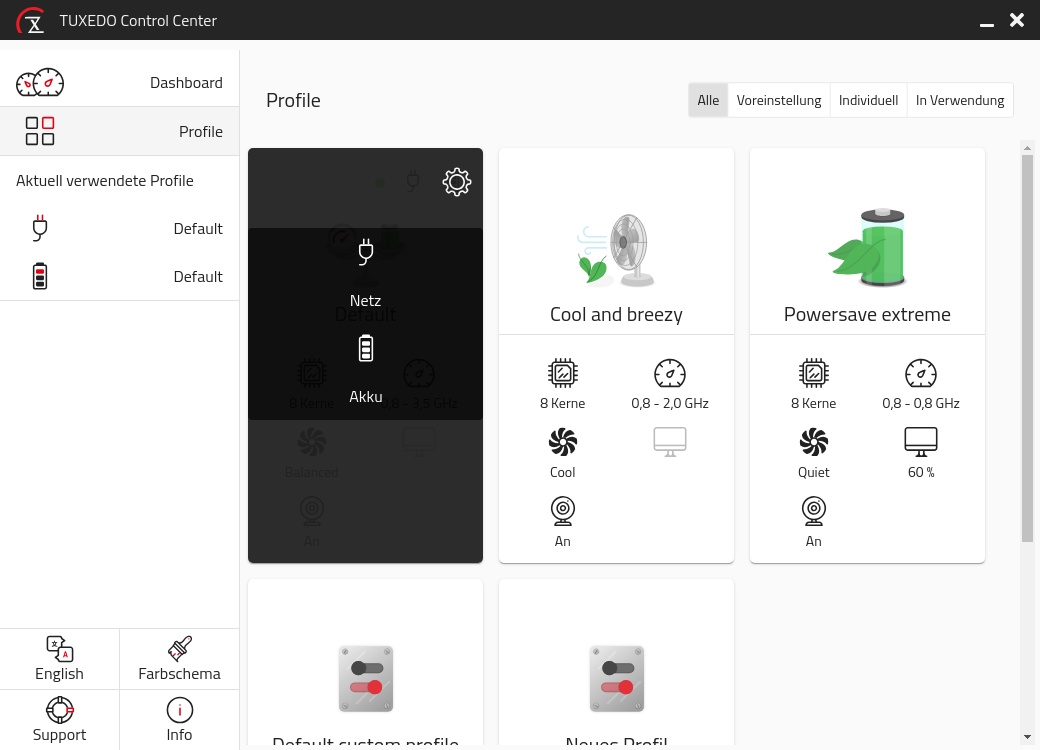 TUXEDO Control Center
Dashboard
Profile
Aktuell verwendete Profile
Default
Default
English
Farbschema
Support
Info
Profile
Alle
Voreinstellung
Individuell
In Verwendung
Netz
Default
Akku
8 Kerne
0,8 - 3,5 GHz
Balanced
An
Cool and breezy
8 Kerne
0,8 - 2,0 GHz
Cool
An
Powersave extreme
8 Kerne
0,8 - 0,8 GHz
Quiet
60 %
An
Default custom profile
Neues Profil